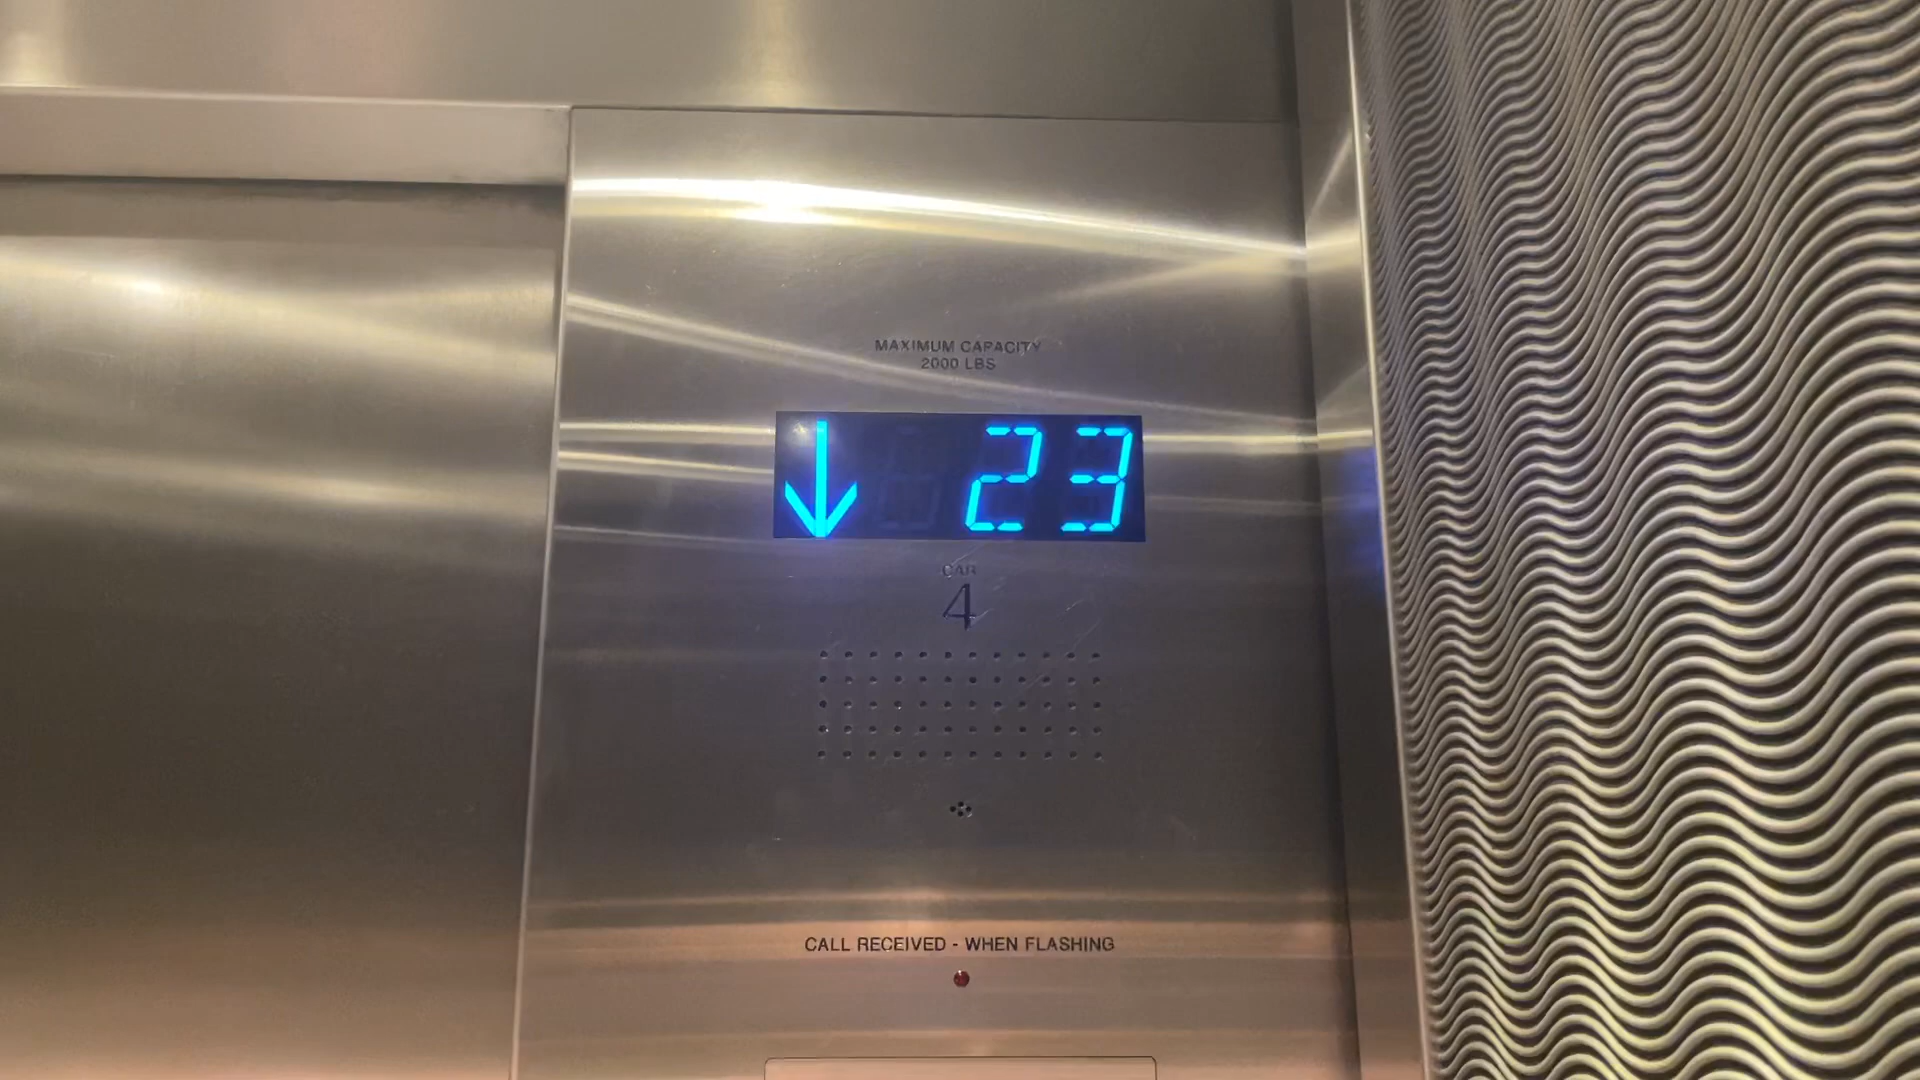 MAXIMUM CAPACITY
2000 LBS
↓ 23
CAR
4
CALL RECEIVED - WHEN FLASHING